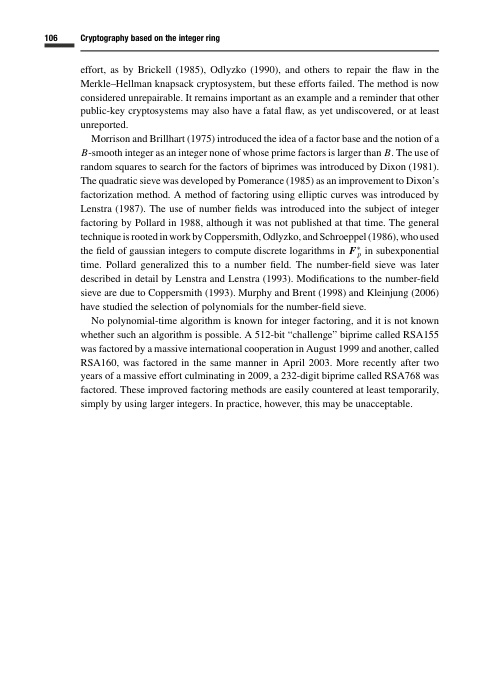 106 Cryptography based on the integer ring
effort, as by Brickell (1985), Odlyzko (1990), and others to repair the flaw in the
Merkle–Hellman knapsack cryptosystem, but these efforts failed. The method is now
considered unrepairable. It remains important as an example and a reminder that other
public-key cryptosystems may also have a fatal flaw, as yet undiscovered, or at least
unreported.
Morrison and Brillhart (1975) introduced the idea of a factor base and the notion of a
B-smooth integer as an integer none of whose prime factors is larger than B. The use of
random squares to search for the factors of biprimes was introduced by Dixon (1981).
The quadratic sieve was developed by Pomerance (1985) as an improvement to Dixon’s
factorization method. A method of factoring using elliptic curves was introduced by
Lenstra (1987). The use of number fields was introduced into the subject of integer
factoring by Pollard in 1988, although it was not published at that time. The general
technique is rooted in work by Coppersmith, Odlyzko, and Schroeppel (1986), who used
the field of gaussian integers to compute discrete logarithms in F*p in subexponential
time. Pollard generalized this to a number field. The number-field sieve was later
described in detail by Lenstra and Lenstra (1993). Modifications to the number-field
sieve are due to Coppersmith (1993). Murphy and Brent (1998) and Kleinjung (2006)
have studied the selection of polynomials for the number-field sieve.
No polynomial-time algorithm is known for integer factoring, and it is not known
whether such an algorithm is possible. A 512-bit “challenge” biprime called RSA155
was factored by a massive international cooperation in August 1999 and another, called
RSA160, was factored in the same manner in April 2003. More recently after two
years of a massive effort culminating in 2009, a 232-digit biprime called RSA768 was
factored. These improved factoring methods are easily countered at least temporarily,
simply by using larger integers. In practice, however, this may be unacceptable.